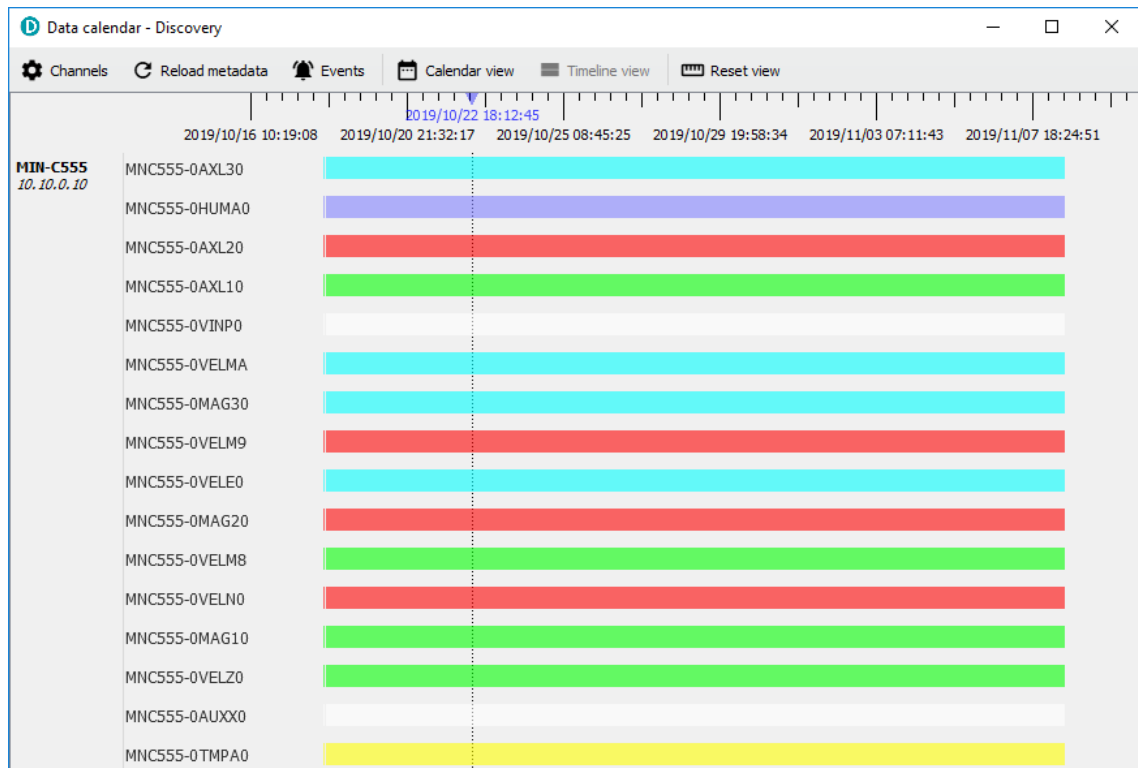 Data calendar - Discovery
Channels Reload metadata Events Calendar view Timeline view Reset view
2019/10/22 18:12:45
2019/10/16 10:19:08 2019/10/20 21:32:17 2019/10/25 08:45:25 2019/10/29 19:58:34 2019/11/03 07:11:43 2019/11/07 18:24:51
MIN-C555 MNC555-0AXL30
10.10.0.10
MNC555-0HUMA0
MNC555-0AXL20
MNC555-0AXL10
MNC555-0VINP0
MNC555-0VELMA
MNC555-0MAG30
MNC555-0VELM9
MNC555-0VELE0
MNC555-0MAG20
MNC555-0VELM8
MNC555-0VELN0
MNC555-0MAG10
MNC555-0VELZ0
MNC555-0AUXX0
MNC555-0TMPA0